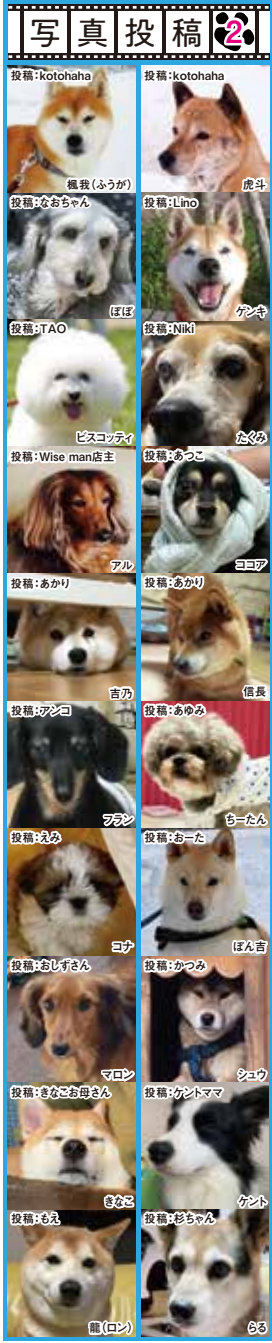 写真投稿2
投稿:kotohaha
楓我(ふうが)
投稿:kotohaha
虎斗
投稿:なおちゃん
ぽぽ
投稿:Lino
ゲンキ
投稿:TAO
ビスコッティ
投稿:Niki
たくみ
投稿:Wise man店主
アル
投稿:あつこ
ココア
投稿:あかり
吉乃
投稿:あかり
信長
投稿:アンコ
フラン
投稿:あゆみ
ちーたん
投稿:えみ
コナ
投稿:おーた
ぽん吉
投稿:おしずさん
マロン
投稿:かつみ
シュウ
投稿:きなこお母さん
きなこ
投稿:ケントママ
ケント
投稿:もえ
龍(ロン)
投稿:杉ちゃん
らる